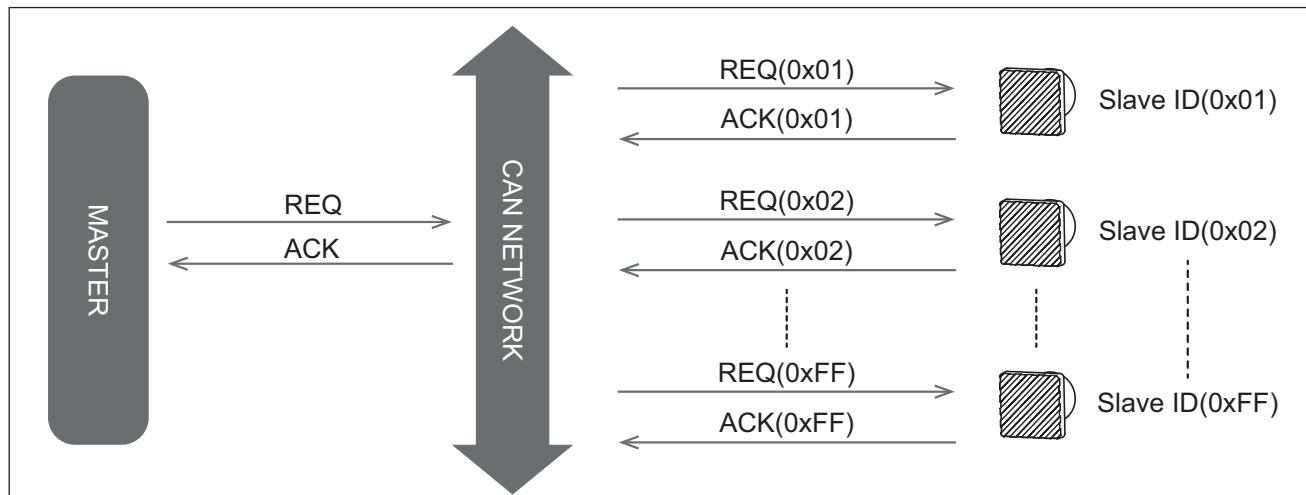 MASTER
REQ
ACK
CAN NETWORK
REQ(0x01)
ACK(0x01)
Slave ID(0x01)
REQ(0x02)
ACK(0x02)
Slave ID(0x02)
REQ(0xFF)
ACK(0xFF)
Slave ID(0xFF)